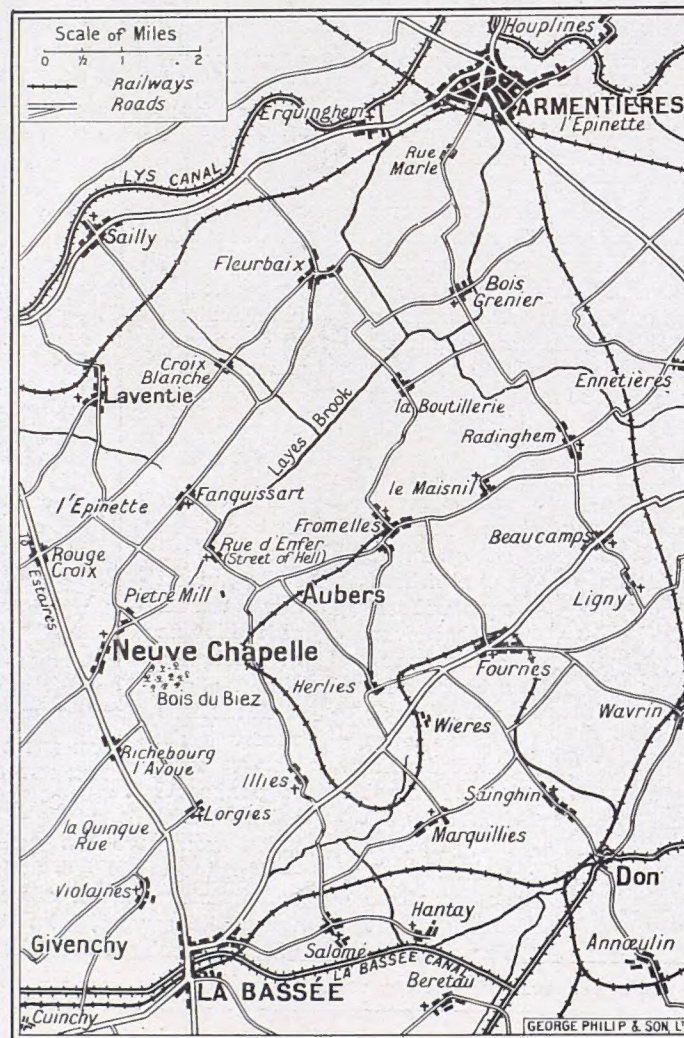 Scale of Miles
0 ½ 1 2
Railways
Roads
Houplines
ARMENTIÈRES
l'Epinette
Erquinghem
Rue
Marle
LYS CANAL
Sailly
Fleurbaix
Bois
Grenier
Croix
Blanche
Ennetières
Laventie
la Boutillerie
Layes Brook
Radinghem
le Maisnil
l'Epinette
Fanquissart
Fromelles
Beaucamps
Rouge
Croix
Rue d'Enfer
(Street of Hell)
Estaires
Aubers
Ligny
Pietre Mill
Neuve Chapelle
Fournes
Bois du Biez
Herlies
Wavrin
Wieres
Richebourg
l'Avoue
Illies
Sainghin
Lorgies
la Quinque
Rue
Marquillies
Violaines
Don
Hantay
Givenchy
Salomé
Annœulin
LA BASSÉE CANAL
LA BASSÉE
Beretau
Cuinchy
GEORGE PHILIP & SON, LT